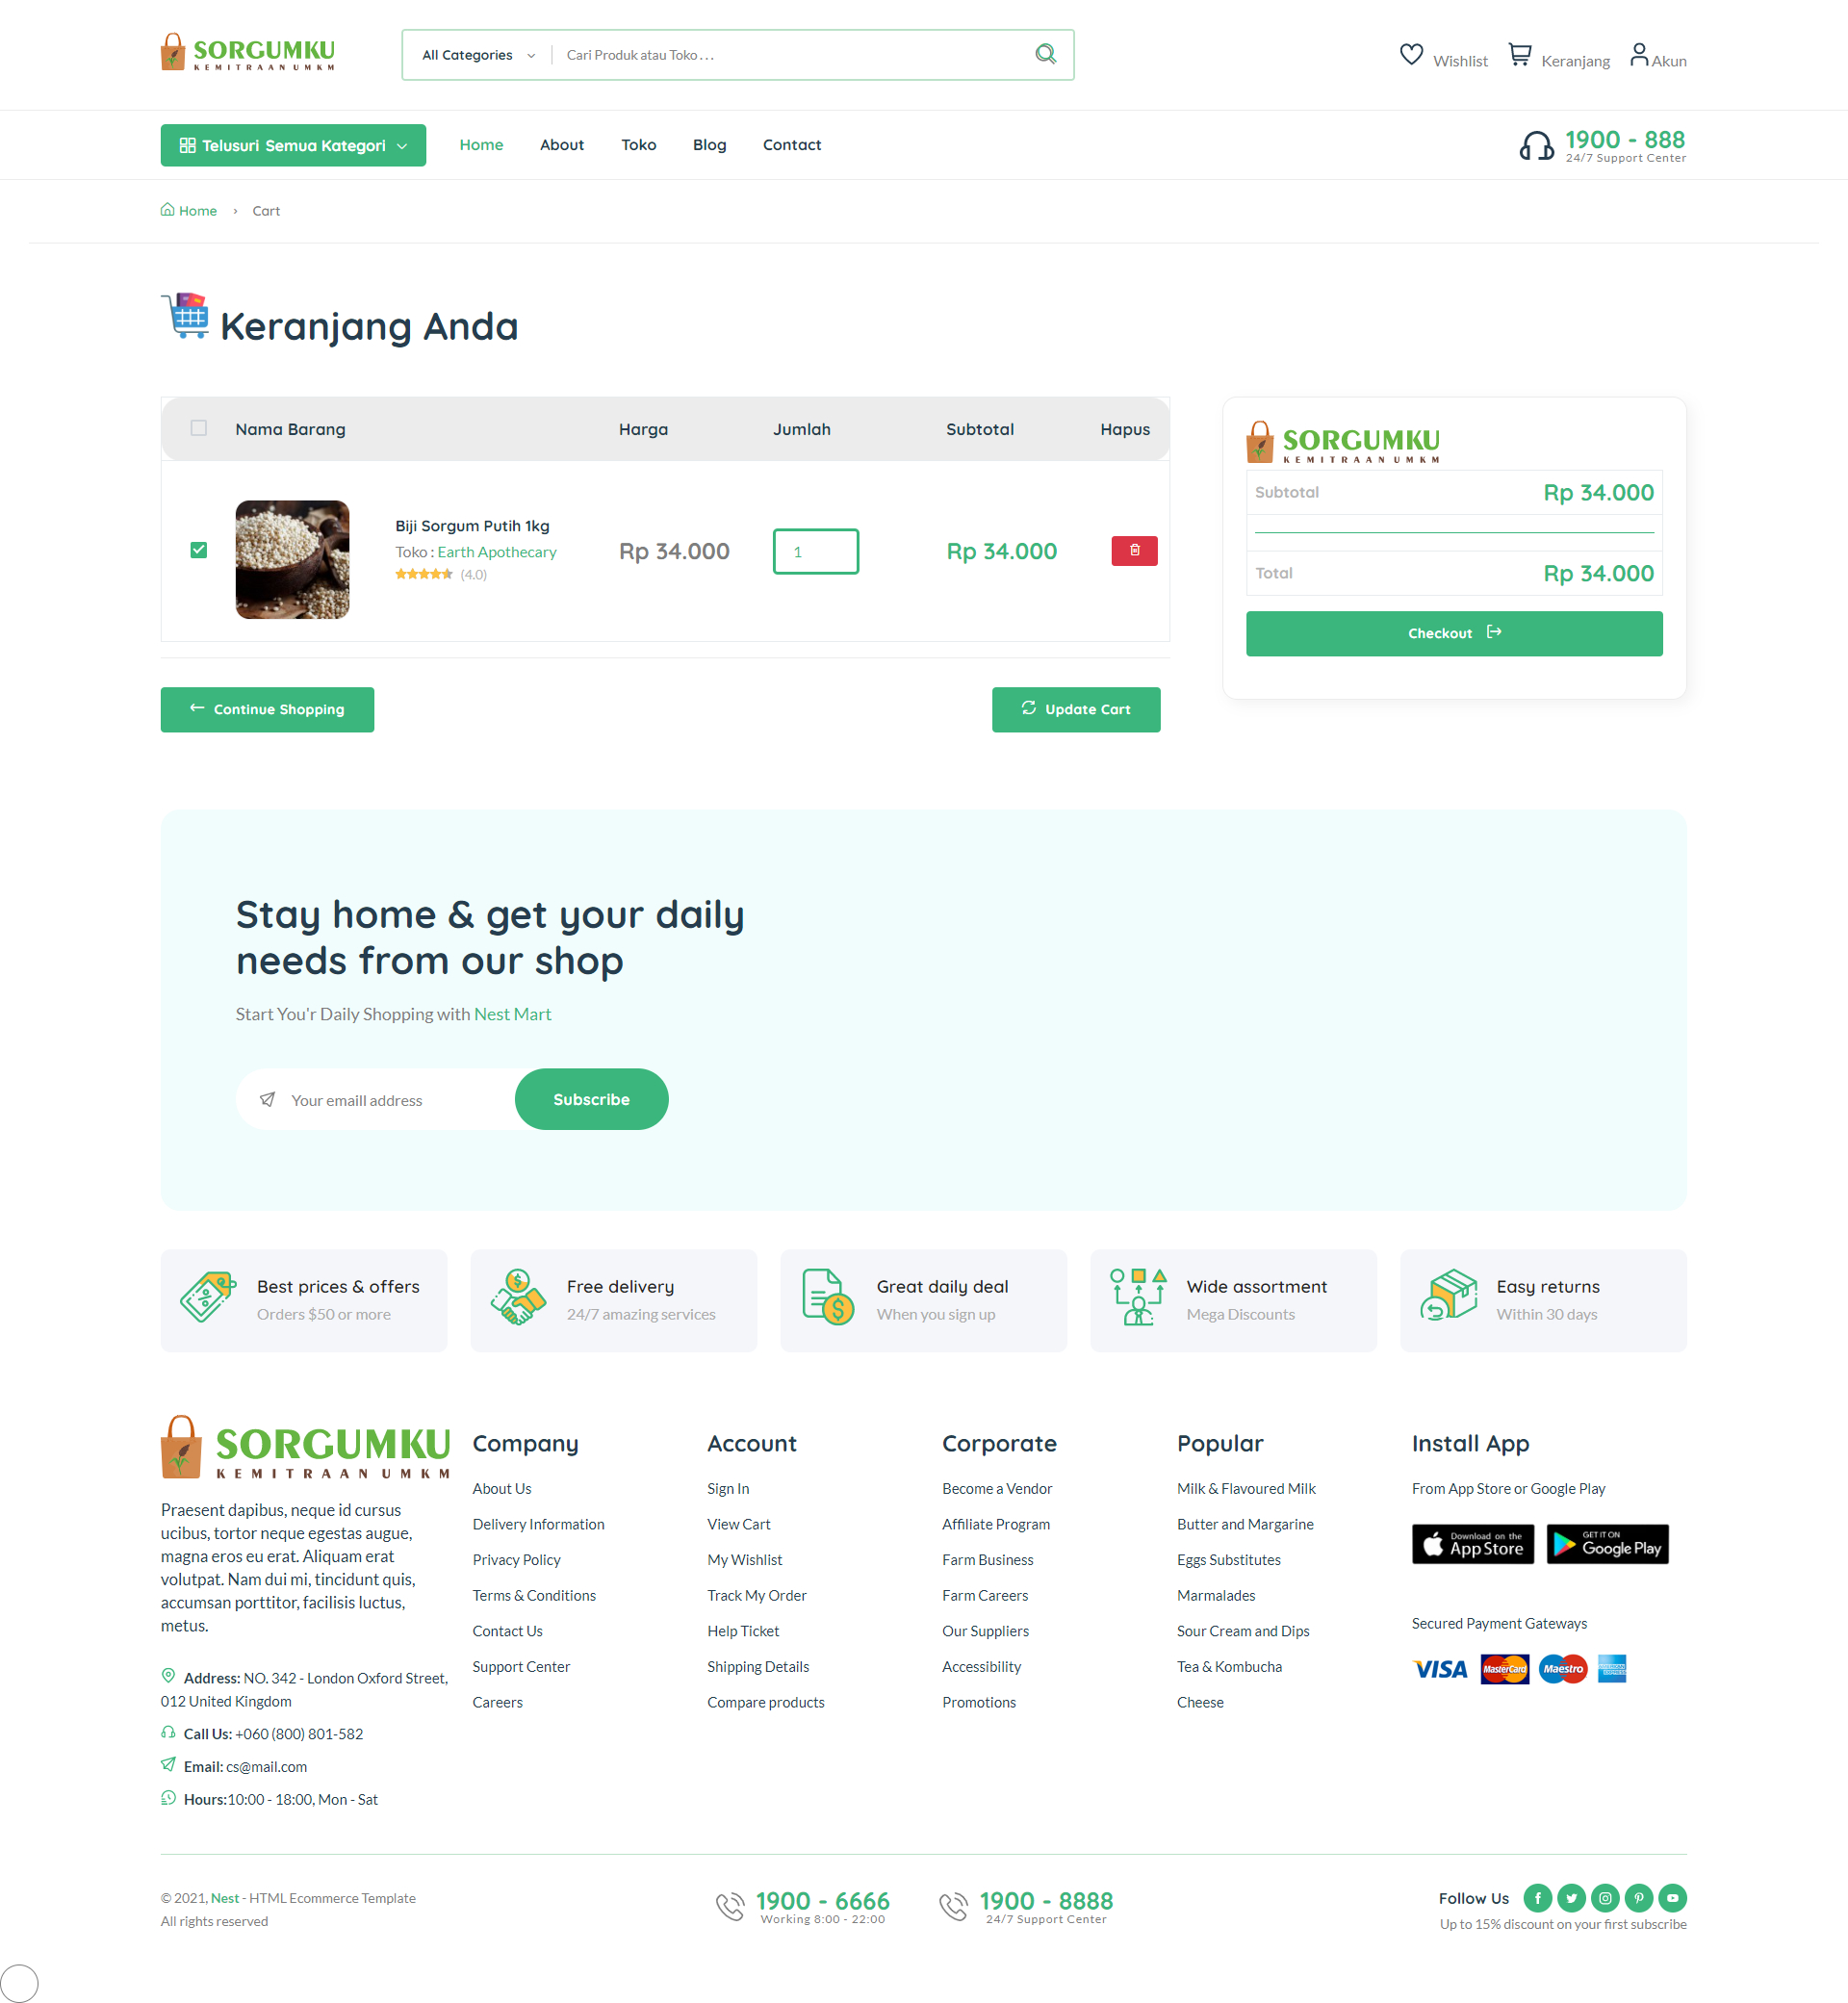 SORGUMKU
KEMITRAAN UMKM
All Categories
Cari Produk atau Toko . . .
Wishlist
Keranjang
Akun
Telusuri Semua Kategori
Home
About
Toko
Blog
Contact
1900 - 888
24/7 Support Center
Home › Cart
Keranjang Anda
Nama Barang Harga Jumlah Subtotal Hapus
Biji Sorgum Putih 1kg
Toko : Earth Apothecary
(4.0)
Rp 34.000
1
Rp 34.000
SORGUMKU
KEMITRAAN UMKM
Subtotal Rp 34.000
Total Rp 34.000
Checkout
Continue Shopping
Update Cart
Stay home & get your daily
needs from our shop
Start You'r Daily Shopping with Nest Mart
Your emaill address
Subscribe
Best prices & offers
Orders $50 or more
Free delivery
24/7 amazing services
Great daily deal
When you sign up
Wide assortment
Mega Discounts
Easy returns
Within 30 days
SORGUMKU
KEMITRAAN UMKM
Praesent dapibus, neque id cursus
ucibus, tortor neque egestas augue,
magna eros eu erat. Aliquam erat
volutpat. Nam dui mi, tincidunt quis,
accumsan porttitor, facilisis luctus,
metus.
Address: NO. 342 - London Oxford Street,
012 United Kingdom
Call Us: +060 (800) 801-582
Email: cs@mail.com
Hours:10:00 - 18:00, Mon - Sat
Company
About Us
Delivery Information
Privacy Policy
Terms & Conditions
Contact Us
Support Center
Careers
Account
Sign In
View Cart
My Wishlist
Track My Order
Help Ticket
Shipping Details
Compare products
Corporate
Become a Vendor
Affiliate Program
Farm Business
Farm Careers
Our Suppliers
Accessibility
Promotions
Popular
Milk & Flavoured Milk
Butter and Margarine
Eggs Substitutes
Marmalades
Sour Cream and Dips
Tea & Kombucha
Cheese
Install App
From App Store or Google Play
Download on the
App Store
GET IT ON
Google Play
Secured Payment Gateways
VISA
MasterCard
Maestro
AMERICAN
EXPRESS
© 2021, Nest - HTML Ecommerce Template
All rights reserved
1900 - 6666
Working 8:00 - 22:00
1900 - 8888
24/7 Support Center
Follow Us
Up to 15% discount on your first subscribe